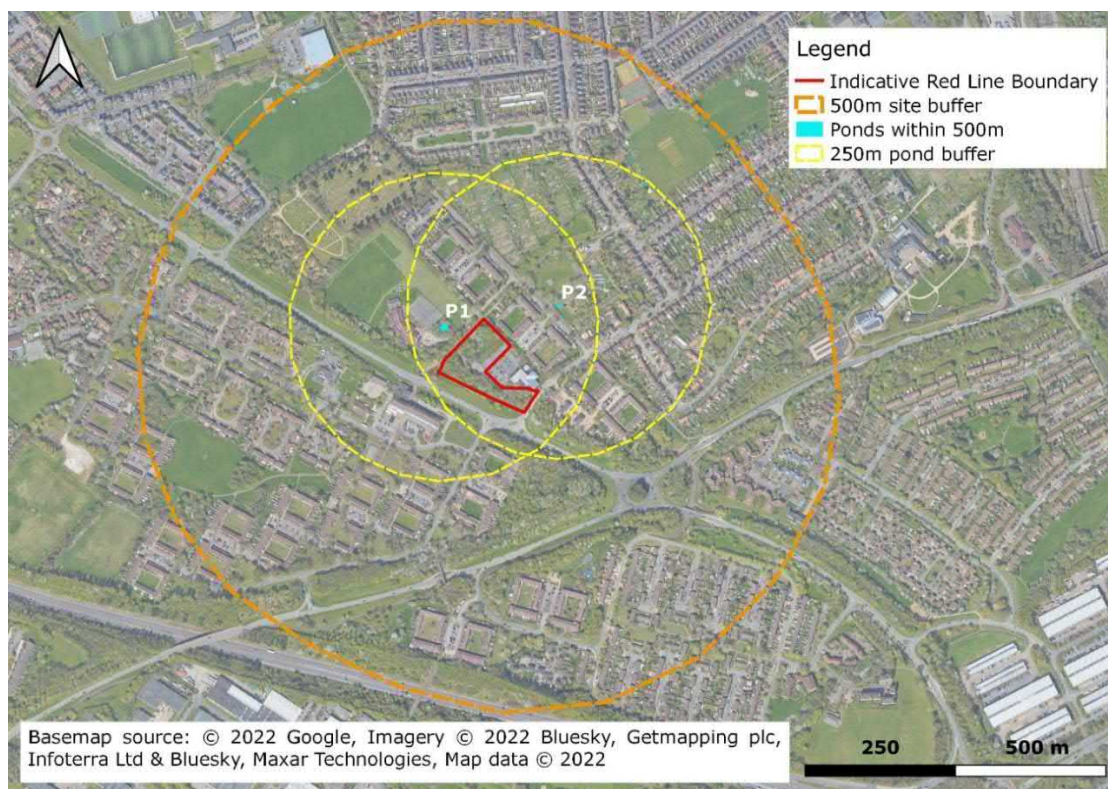 Legend
Indicative Red Line Boundary
500m site buffer
Ponds within 500m
250m pond buffer
P2
P1
Basemap source: © 2022 Google, Imagery © 2022 Bluesky, Getmapping plc,
Infoterra Ltd & Bluesky, Maxar Technologies, Map data © 2022
250 500 m